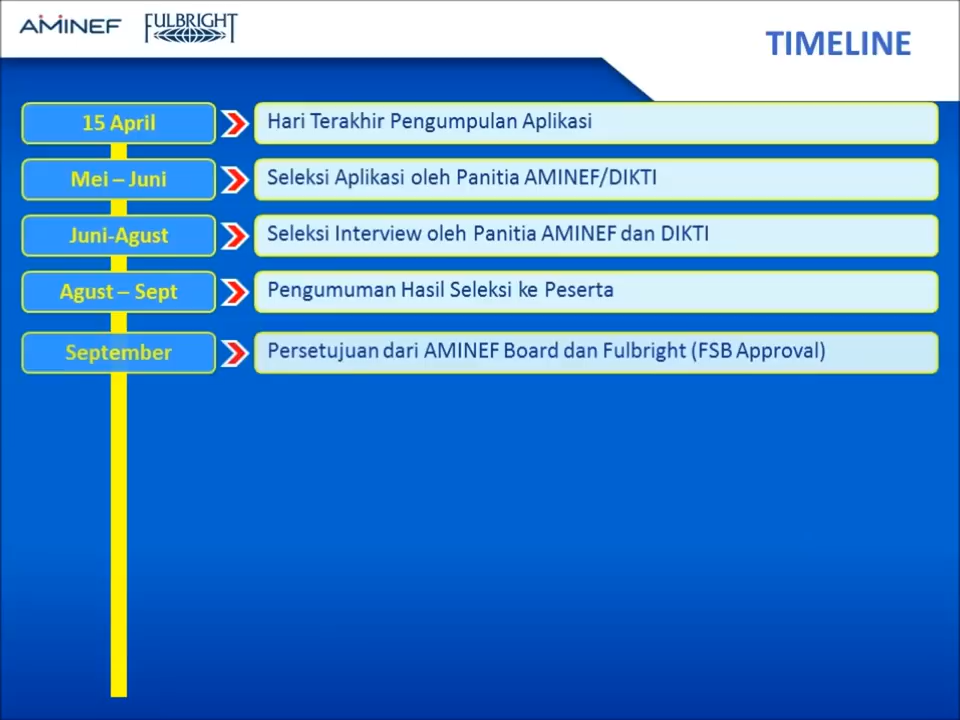 AMINEF FULBRIGHT
TIMELINE
15 April
Hari Terakhir Pengumpulan Aplikasi
Mei – Juni
Seleksi Aplikasi oleh Panitia AMINEF/DIKTI
Juni-Agust
Seleksi Interview oleh Panitia AMINEF dan DIKTI
Agust – Sept
Pengumuman Hasil Seleksi ke Peserta
September
Persetujuan dari AMINEF Board dan Fulbright (FSB Approval)